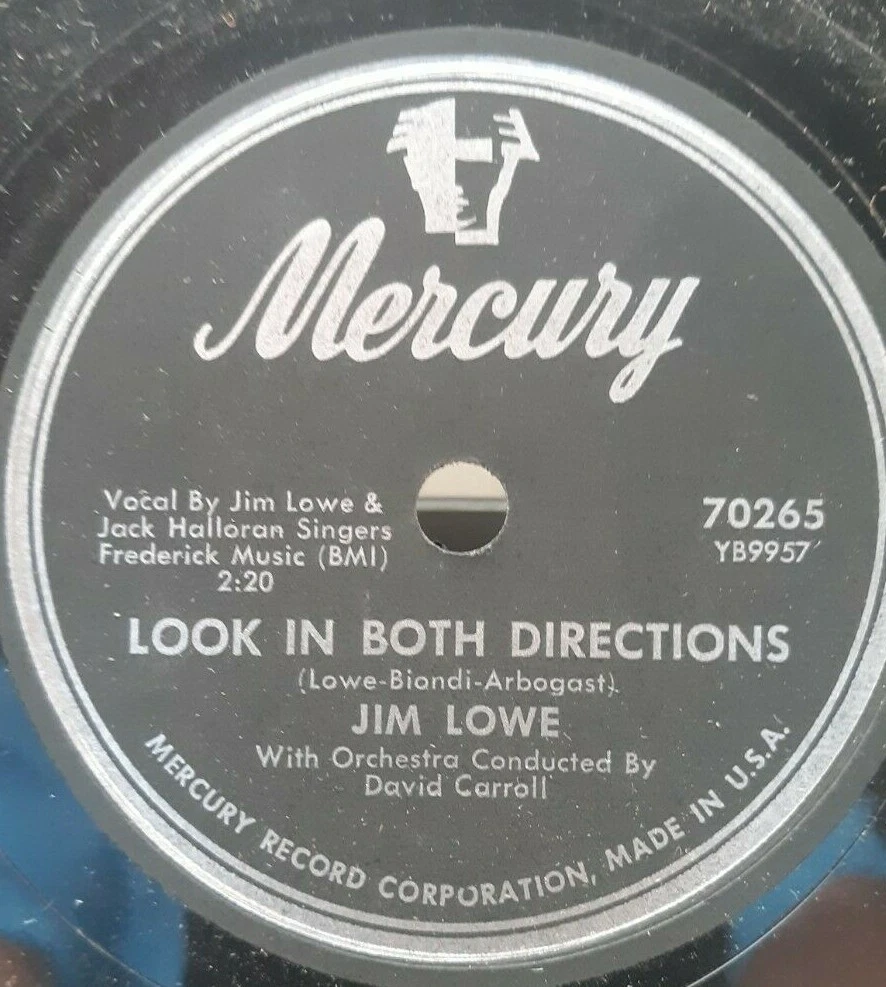 Mercury
Vocal By Jim Lowe &
Jack Halloran Singers
Frederick Music (BMI)
2:20
70265
YB9957
LOOK IN BOTH DIRECTIONS
(Lowe-Biondi-Arbogast)
JIM LOWE
With Orchestra Conducted By
David Carroll
MERCURY RECORD CORPORATION, MADE IN U.S.A.